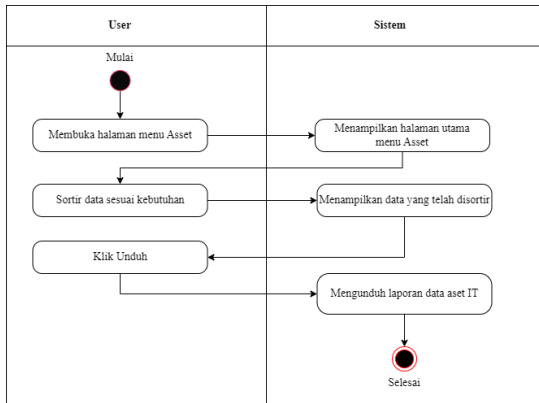 User
Sistem
Mulai
Membuka halaman menu Asset
Menampilkan halaman utama
menu Asset
Sortir data sesuai kebutuhan
Menampilkan data yang telah disortir
Klik Unduh
Mengunduh laporan data aset IT
Selesai